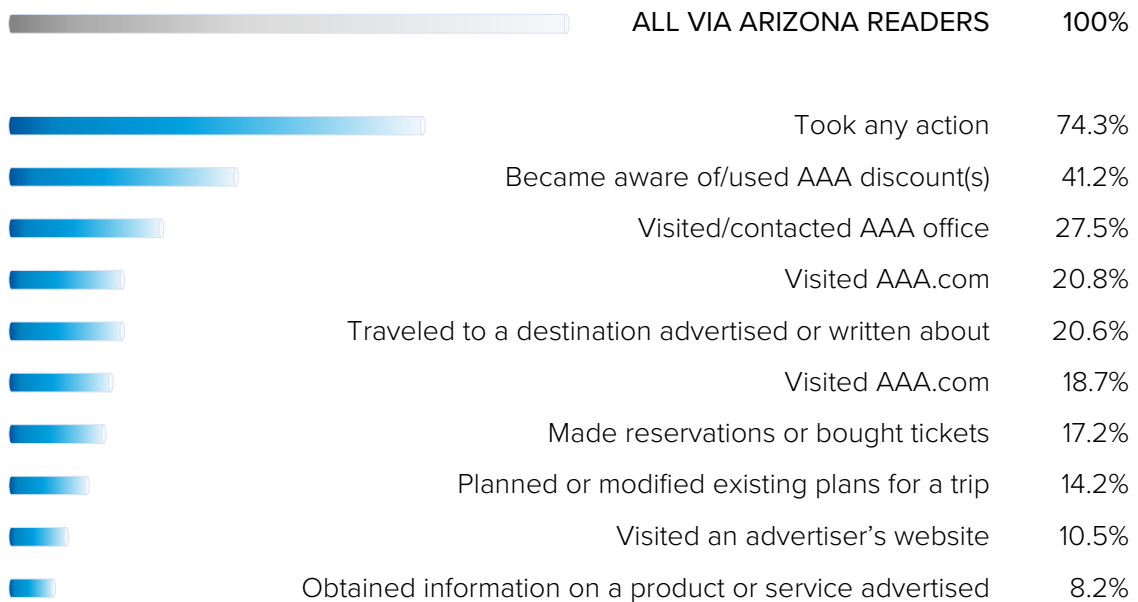 ALL VIA ARIZONA READERS 100%
Took any action 74.3%
Became aware of/used AAA discount(s) 41.2%
Visited/contacted AAA office 27.5%
Visited AAA.com 20.8%
Traveled to a destination advertised or written about 20.6%
Visited AAA.com 18.7%
Made reservations or bought tickets 17.2%
Planned or modified existing plans for a trip 14.2%
Visited an advertiser’s website 10.5%
Obtained information on a product or service advertised 8.2%